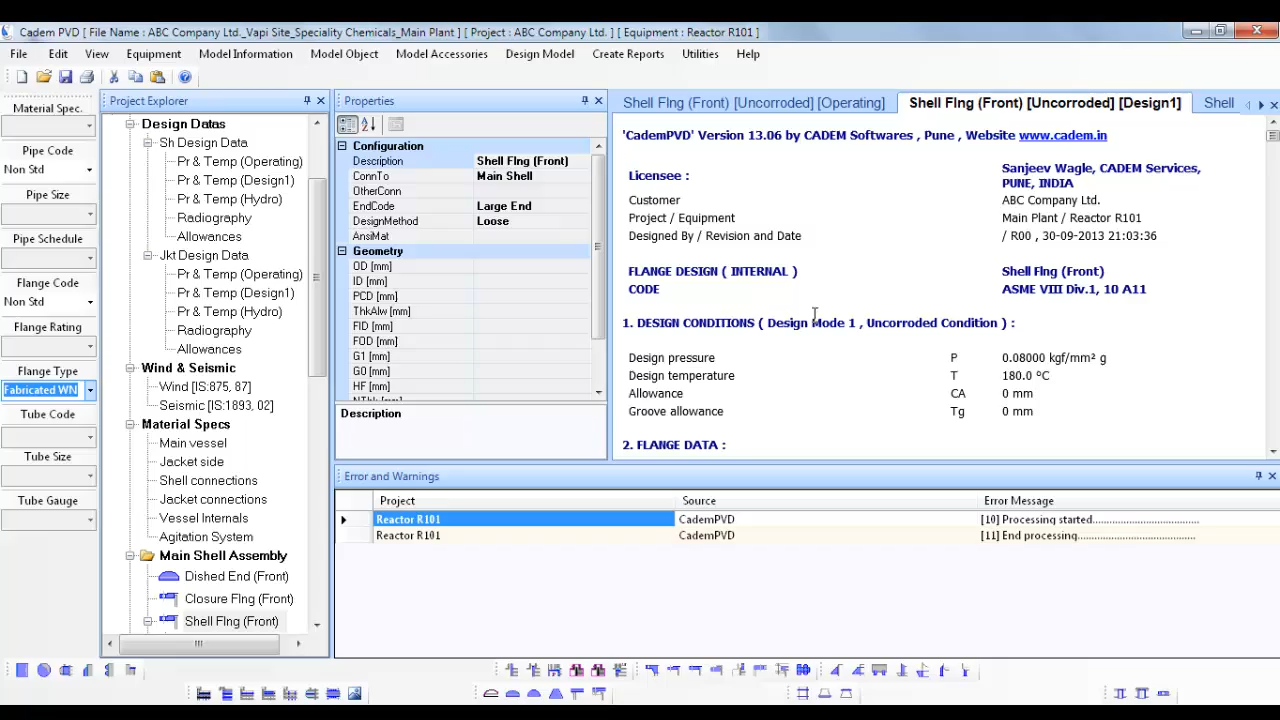 Cadem PVD [ File Name : ABC Company Ltd._Vapi Site_Speciality Chemicals_Main Plant ] [ Project : ABC Company Ltd. ] [ Equipment : Reactor R101 ]
File Edit View Equipment Model Information Model Object Model Accessories Design Model Create Reports Utilities Help
Material Spec.
Pipe Code
Non Std
Pipe Size
Pipe Schedule
Flange Code
Non Std
Flange Rating
Flange Type
Fabricated WN
Tube Code
Tube Size
Tube Gauge
Project Explorer
Design Datas
Sh Design Data
Pr & Temp (Operating)
Pr & Temp (Design1)
Pr & Temp (Hydro)
Radiography
Allowances
Jkt Design Data
Pr & Temp (Operating)
Pr & Temp (Design1)
Pr & Temp (Hydro)
Radiography
Allowances
Wind & Seismic
Wind [IS:875, 87]
Seismic [IS:1893, 02]
Material Specs
Main vessel
Jacket side
Shell connections
Jacket connections
Vessel Internals
Agitation System
Main Shell Assembly
Dished End (Front)
Closure Flng (Front)
Shell Flng (Front)
Properties
Configuration
Description Shell Flng (Front)
ConnTo Main Shell
OtherConn
EndCode Large End
DesignMethod Loose
AnsiMat
Geometry
OD [mm]
ID [mm]
PCD [mm]
ThkAlw [mm]
FID [mm]
FOD [mm]
G1 [mm]
G0 [mm]
HF [mm]
Description
Shell Flng (Front) [Uncorroded] [Operating] Shell Flng (Front) [Uncorroded] [Design1] Shell
'CademPVD' Version 13.06 by CADEM Softwares , Pune , Website www.cadem.in
Licensee : Sanjeev Wagle, CADEM Services,
PUNE, INDIA
Customer ABC Company Ltd.
Project / Equipment Main Plant / Reactor R101
Designed By / Revision and Date / R00 , 30-09-2013 21:03:36
FLANGE DESIGN ( INTERNAL ) Shell Flng (Front)
CODE ASME VIII Div.1, 10 A11
1. DESIGN CONDITIONS ( Design Mode 1 , Uncorroded Condition ) :
Design pressure P 0.08000 kgf/mm² g
Design temperature T 180.0 °C
Allowance CA 0 mm
Groove allowance Tg 0 mm
2. FLANGE DATA :
Error and Warnings
Project Source Error Message
Reactor R101 CademPVD [10] Processing started.......................................
Reactor R101 CademPVD [11] End processing...........................................